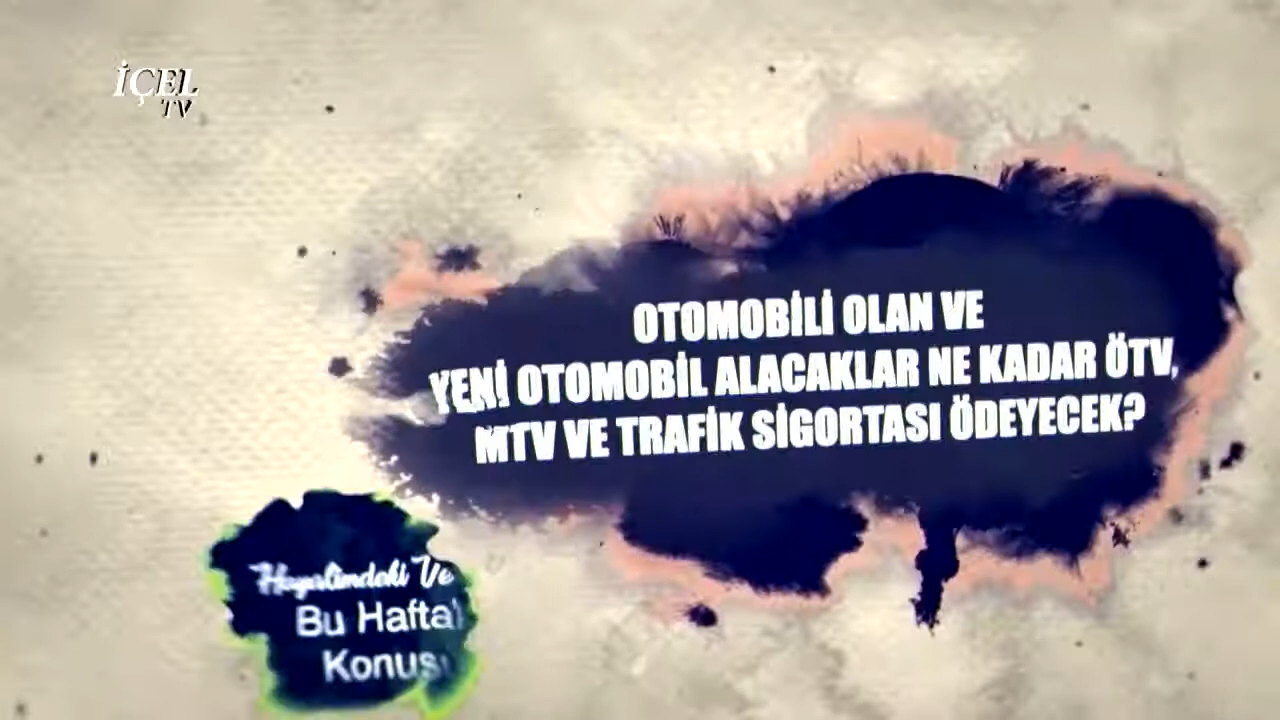 İÇEL
TV
OTOMOBİLİ OLAN VE
YENİ OTOMOBİL ALACAKLAR NE KADAR ÖTV,
MTV VE TRAFİK SİGORTASI ÖDEYECEK?
Hayalimdeki Ve
Bu Hafta
Konus